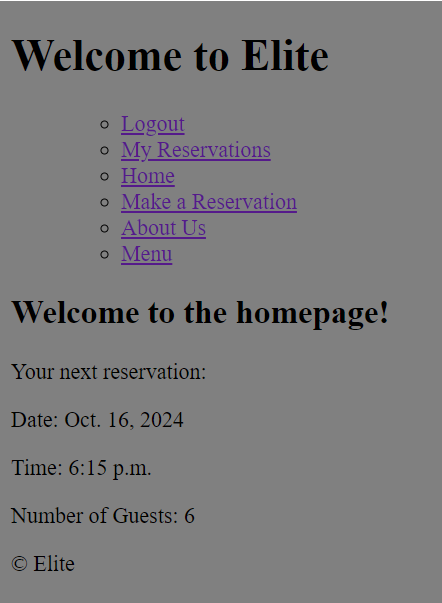 Welcome to Elite
Logout
My Reservations
Home
Make a Reservation
About Us
Menu
Welcome to the homepage!
Your next reservation:
Date: Oct. 16, 2024
Time: 6:15 p.m.
Number of Guests: 6
© Elite